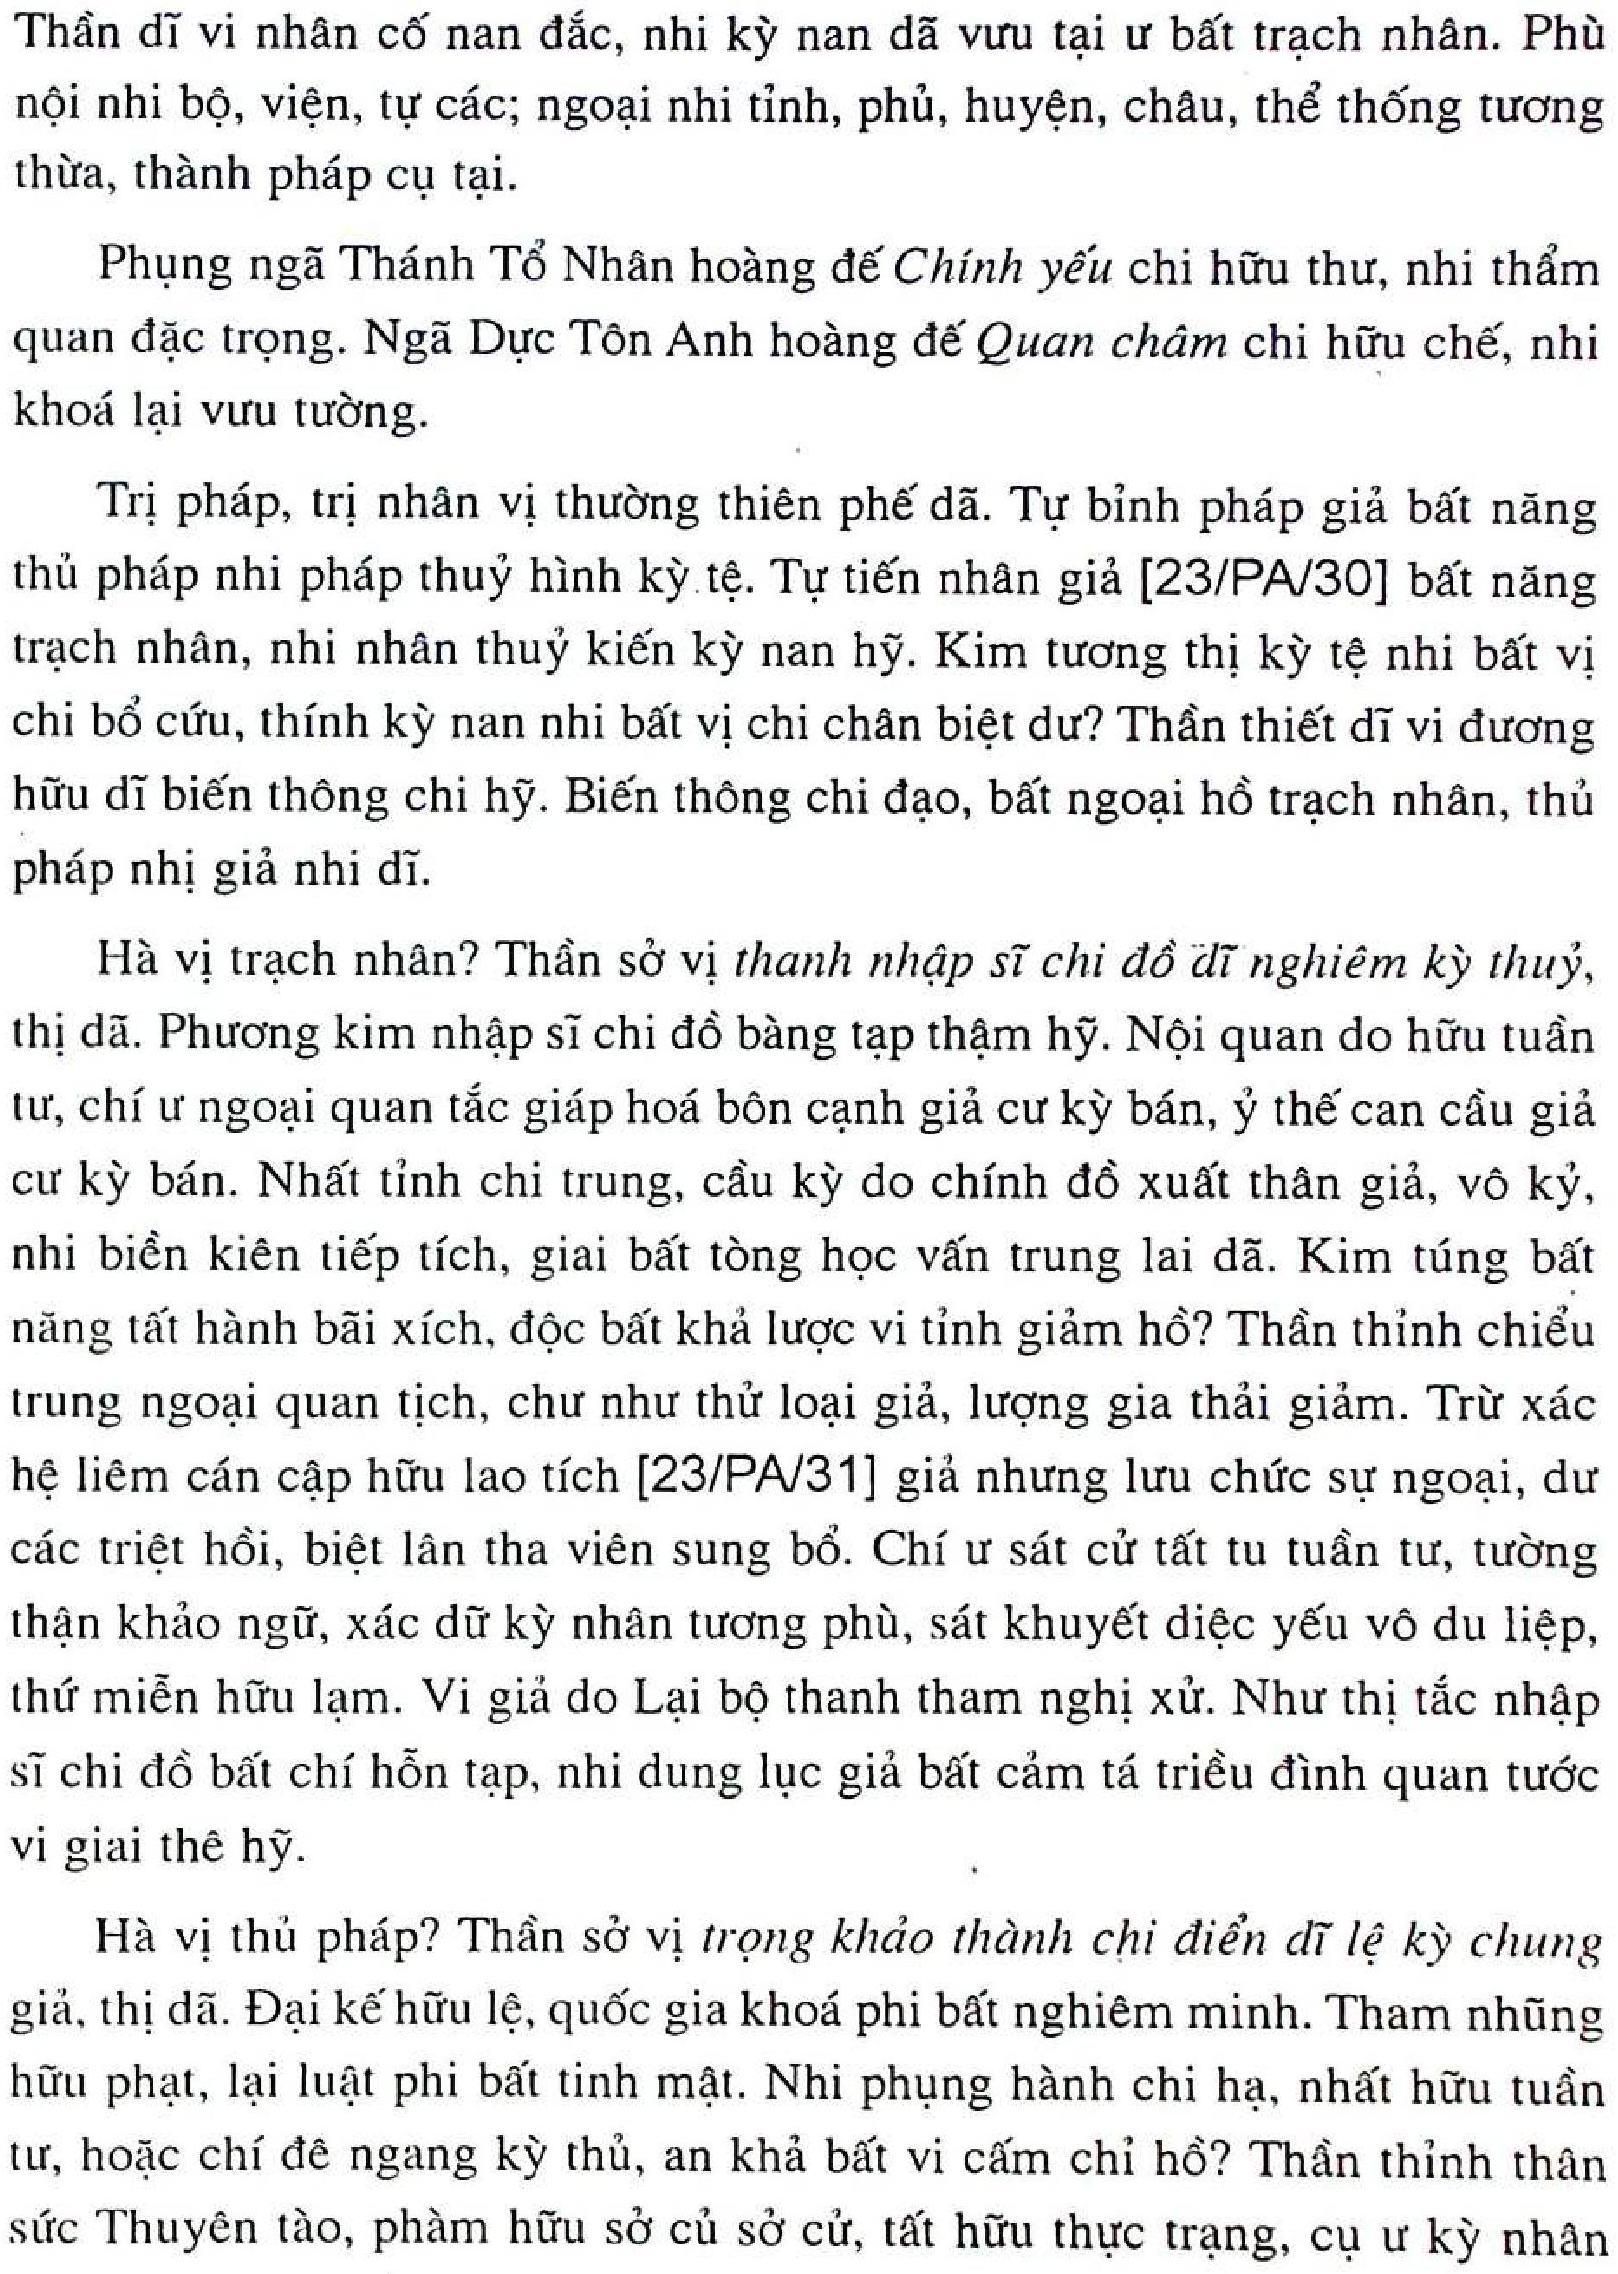 Thần dĩ vi nhân cố nan đắc, nhi kỳ nan dã vưu tại ư bất trạch nhân. Phù
nội nhi bộ, viện, tự các; ngoại nhi tỉnh, phủ, huyện, châu, thể thống tương
thừa, thành pháp cụ tại.
Phụng ngã Thánh Tổ Nhân hoàng đế Chính yếu chi hữu thư, nhi thẩm
quan đặc trọng. Ngã Dực Tôn Anh hoàng đế Quan châm chi hữu chế, nhi
khoá lại vưu tường.
Trị pháp, trị nhân vị thường thiên phế dã. Tự bỉnh pháp giả bất năng
thủ pháp nhi pháp thuỷ hình kỳ tệ. Tự tiến nhân giả [23/PA/30] bất năng
trạch nhân, nhi nhân thuỷ kiến kỳ nan hỹ. Kim tương thị kỳ tệ nhi bất vị
chi bổ cứu, thính kỳ nan nhi bất vị chi chân biệt dư? Thần thiết dĩ vi đương
hữu dĩ biến thông chi hỹ. Biến thông chi đạo, bất ngoại hồ trạch nhân, thủ
pháp nhị giả nhi dĩ.
Hà vị trạch nhân? Thần sở vị thanh nhập sĩ chi đồ dĩ nghiêm kỳ thuỷ,
thị dã. Phương kim nhập sĩ chi đồ bàng tạp thậm hỹ. Nội quan do hữu tuần
tư, chí ư ngoại quan tắc giáp hoá bôn cạnh giả cư kỳ bán, ỷ thế can cầu giả
cư kỳ bán. Nhất tỉnh chi trung, cầu kỳ do chính đồ xuất thân giả, vô kỷ,
nhi biền kiên tiếp tích, giai bất tòng học vấn trung lai dã. Kim túng bất
năng tất hành bãi xích, độc bất khả lược vi tỉnh giảm hồ? Thần thỉnh chiểu
trung ngoại quan tịch, chư như thử loại giả, lượng gia thải giảm. Trừ xác
hệ liêm cán cập hữu lao tích [23/PA/31] giả nhưng lưu chức sự ngoại, dư
các triệt hồi, biệt lân tha viên sung bổ. Chí ư sát cử tất tu tuần tư, tường
thận khảo ngữ, xác dữ kỳ nhân tương phù, sát khuyết diệc yếu vô du liệp,
thứ miễn hữu lạm. Vi giả do Lại bộ thanh tham nghị xử. Như thị tắc nhập
sĩ chi đồ bất chí hỗn tạp, nhi dung lục giả bất cảm tá triều đình quan tước
vi giai thê hỹ.
Hà vị thủ pháp? Thần sở vị trọng khảo thành chi điển dĩ lệ kỳ chung
giả, thị dã. Đại kế hữu lệ, quốc gia khoá phi bất nghiêm minh. Tham nhũng
hữu phạt, lại luật phi bất tinh mật. Nhi phụng hành chi hạ, nhất hữu tuần
tư, hoặc chí đê ngang kỳ thủ, an khả bất vi cấm chỉ hồ? Thần thỉnh thân
sức Thuyên tào, phàm hữu sở củ sở cử, tất hữu thực trạng, cụ ư kỳ nhân